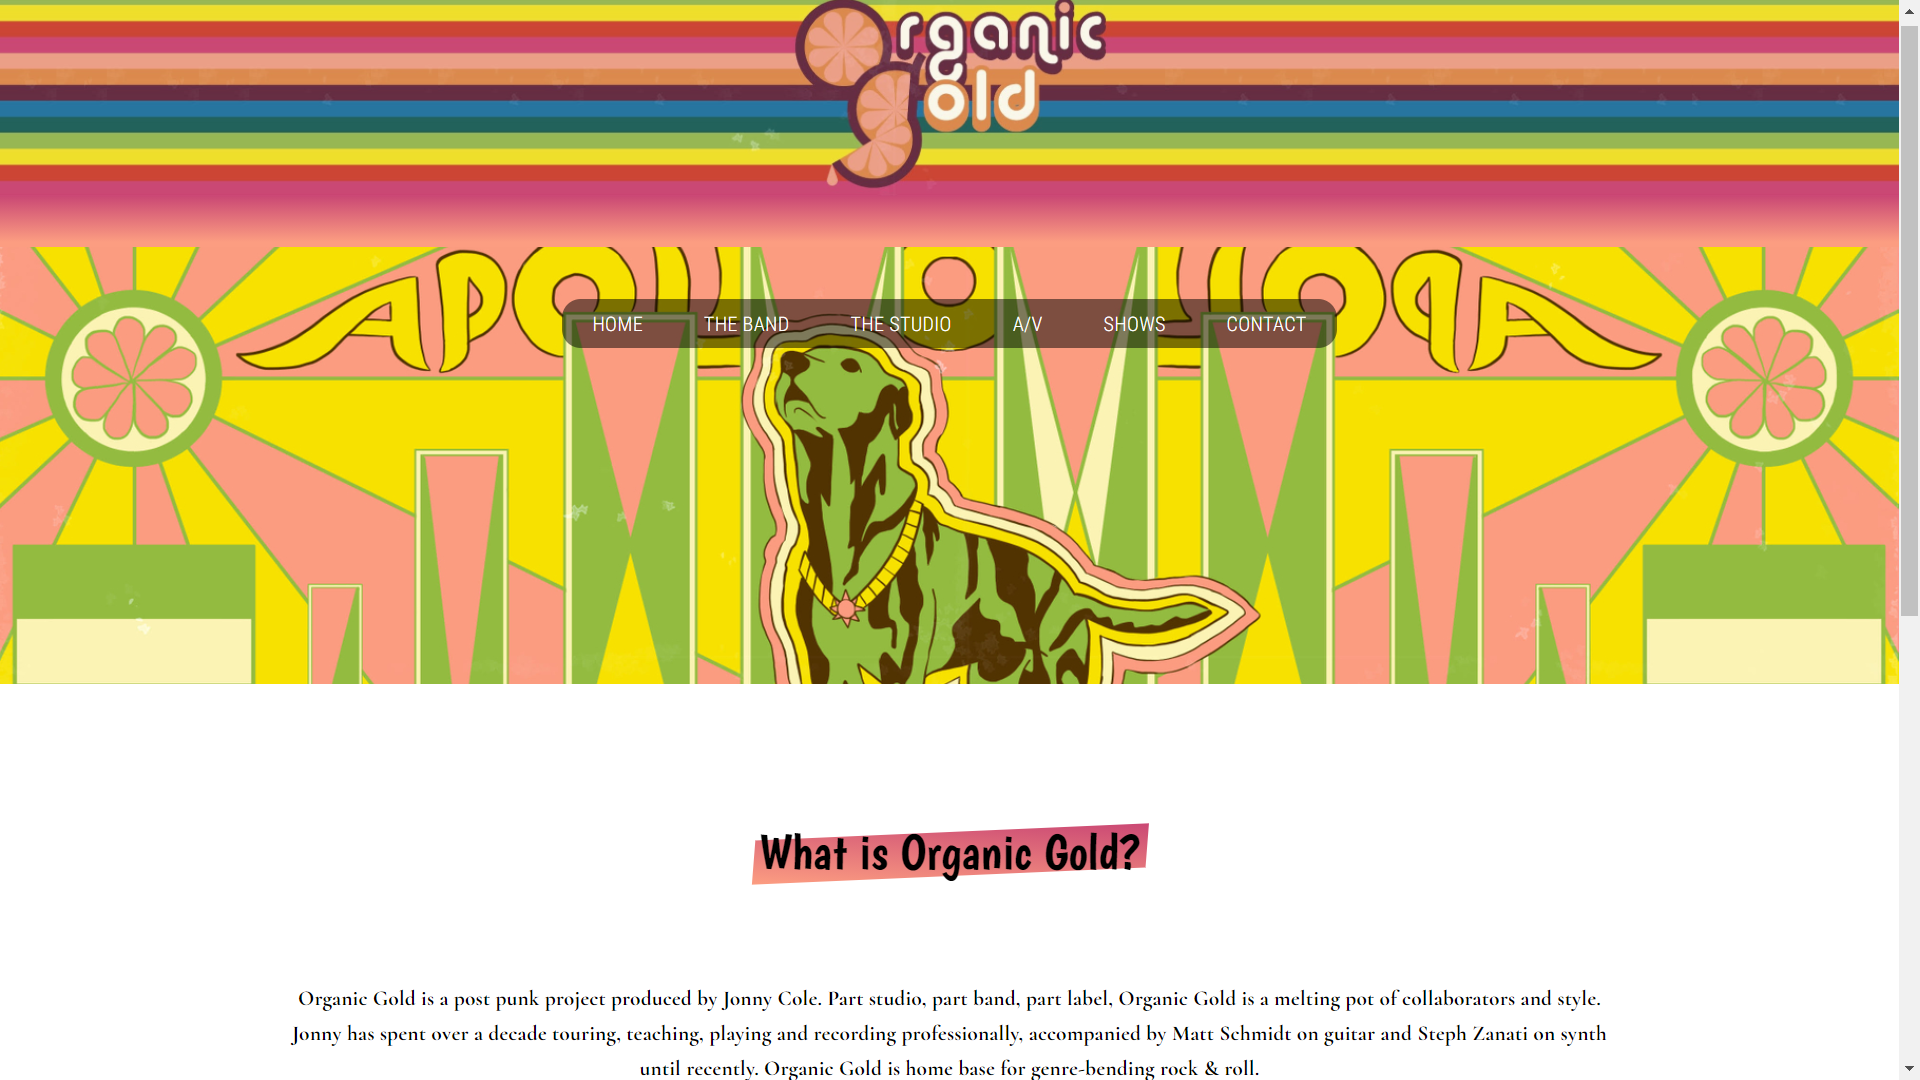 Organic
Gold
APOLLO
HOME
THE BAND
THE STUDIO
A/V
SHOWS
CONTACT
What is Organic Gold?
Organic Gold is a post punk project produced by Jonny Cole. Part studio, part band, part label, Organic Gold is a melting pot of collaborators and style.
Jonny has spent over a decade touring, teaching, playing and recording professionally, accompanied by Matt Schmidt on guitar and Steph Zanati on synth
until recently. Organic Gold is home base for genre-bending rock & roll.